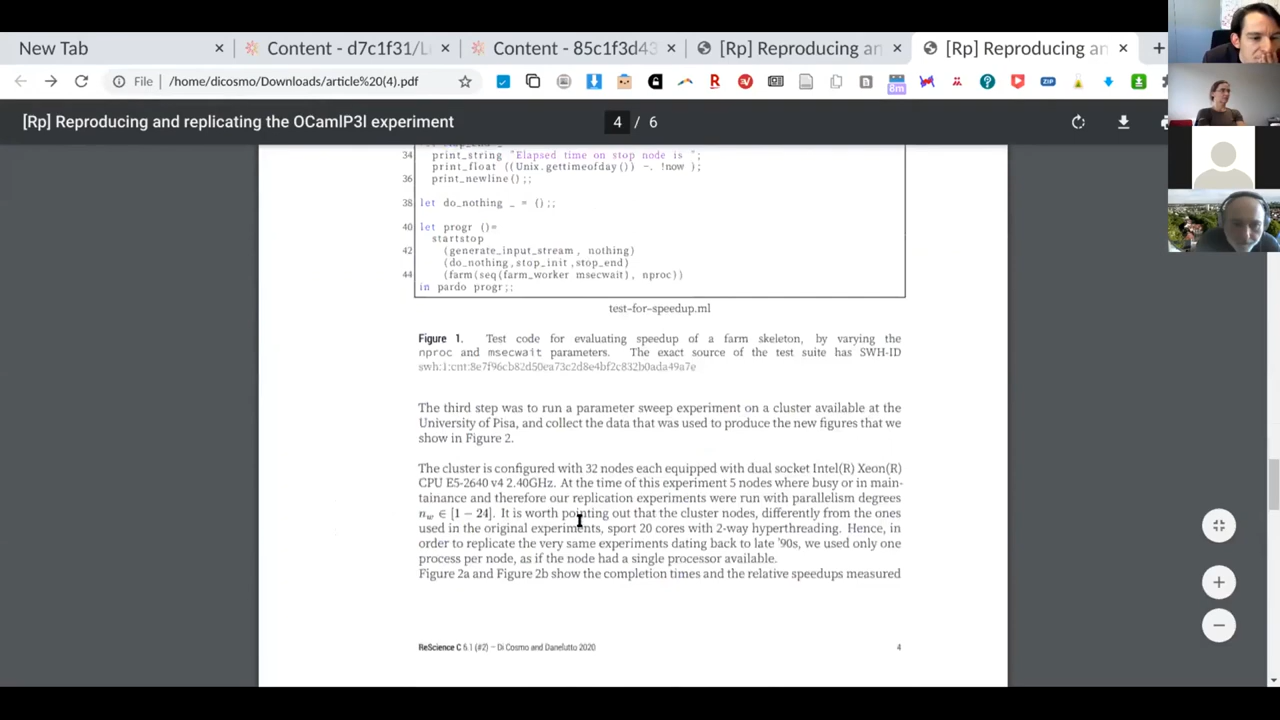 New Tab
Content - d7c1f31/L
Content - 85c1f3d43
[Rp] Reproducing an
[Rp] Reproducing an
File
/home/dicosmo/Downloads/article%20(4).pdf
8m
ZIP
[Rp] Reproducing and replicating the OCamlP3l experiment
4 / 6
34 print_string "Elapsed time on stop node is ";
print_float ((Unix.gettimeofday()) -. !now );
36 print_newline();;
38 let do_nothing _ = ();;
40 let progr ()=
startstop
42 (generate_input_stream, nothing)
(do_nothing,stop_init,stop_end)
44 (farm(seq(farm_worker msecwait), nproc))
in pardo progr;;
test-for-speedup.ml
Figure 1. Test code for evaluating speedup of a farm skeleton, by varying the
nproc and msecwait parameters. The exact source of the test suite has SWH-ID
swh:1:cnt:8e7f96cb82d50ea73c2d8e4bf2c832b0ada49a7e
The third step was to run a parameter sweep experiment on a cluster available at the
University of Pisa, and collect the data that was used to produce the new figures that we
show in Figure 2.
The cluster is configured with 32 nodes each equipped with dual socket Intel(R) Xeon(R)
CPU E5-2640 v4 2.40GHz. At the time of this experiment 5 nodes where busy or in main-
tainance and therefore our replication experiments were run with parallelism degrees
n_w ∈ [1 − 24]. It is worth pointing out that the cluster nodes, differently from the ones
used in the original experiments, sport 20 cores with 2-way hyperthreading. Hence, in
order to replicate the very same experiments dating back to late '90s, we used only one
process per node, as if the node had a single processor available.
Figure 2a and Figure 2b show the completion times and the relative speedups measured
ReScience C 6.1 (#2) – Di Cosmo and Danelutto 2020
4